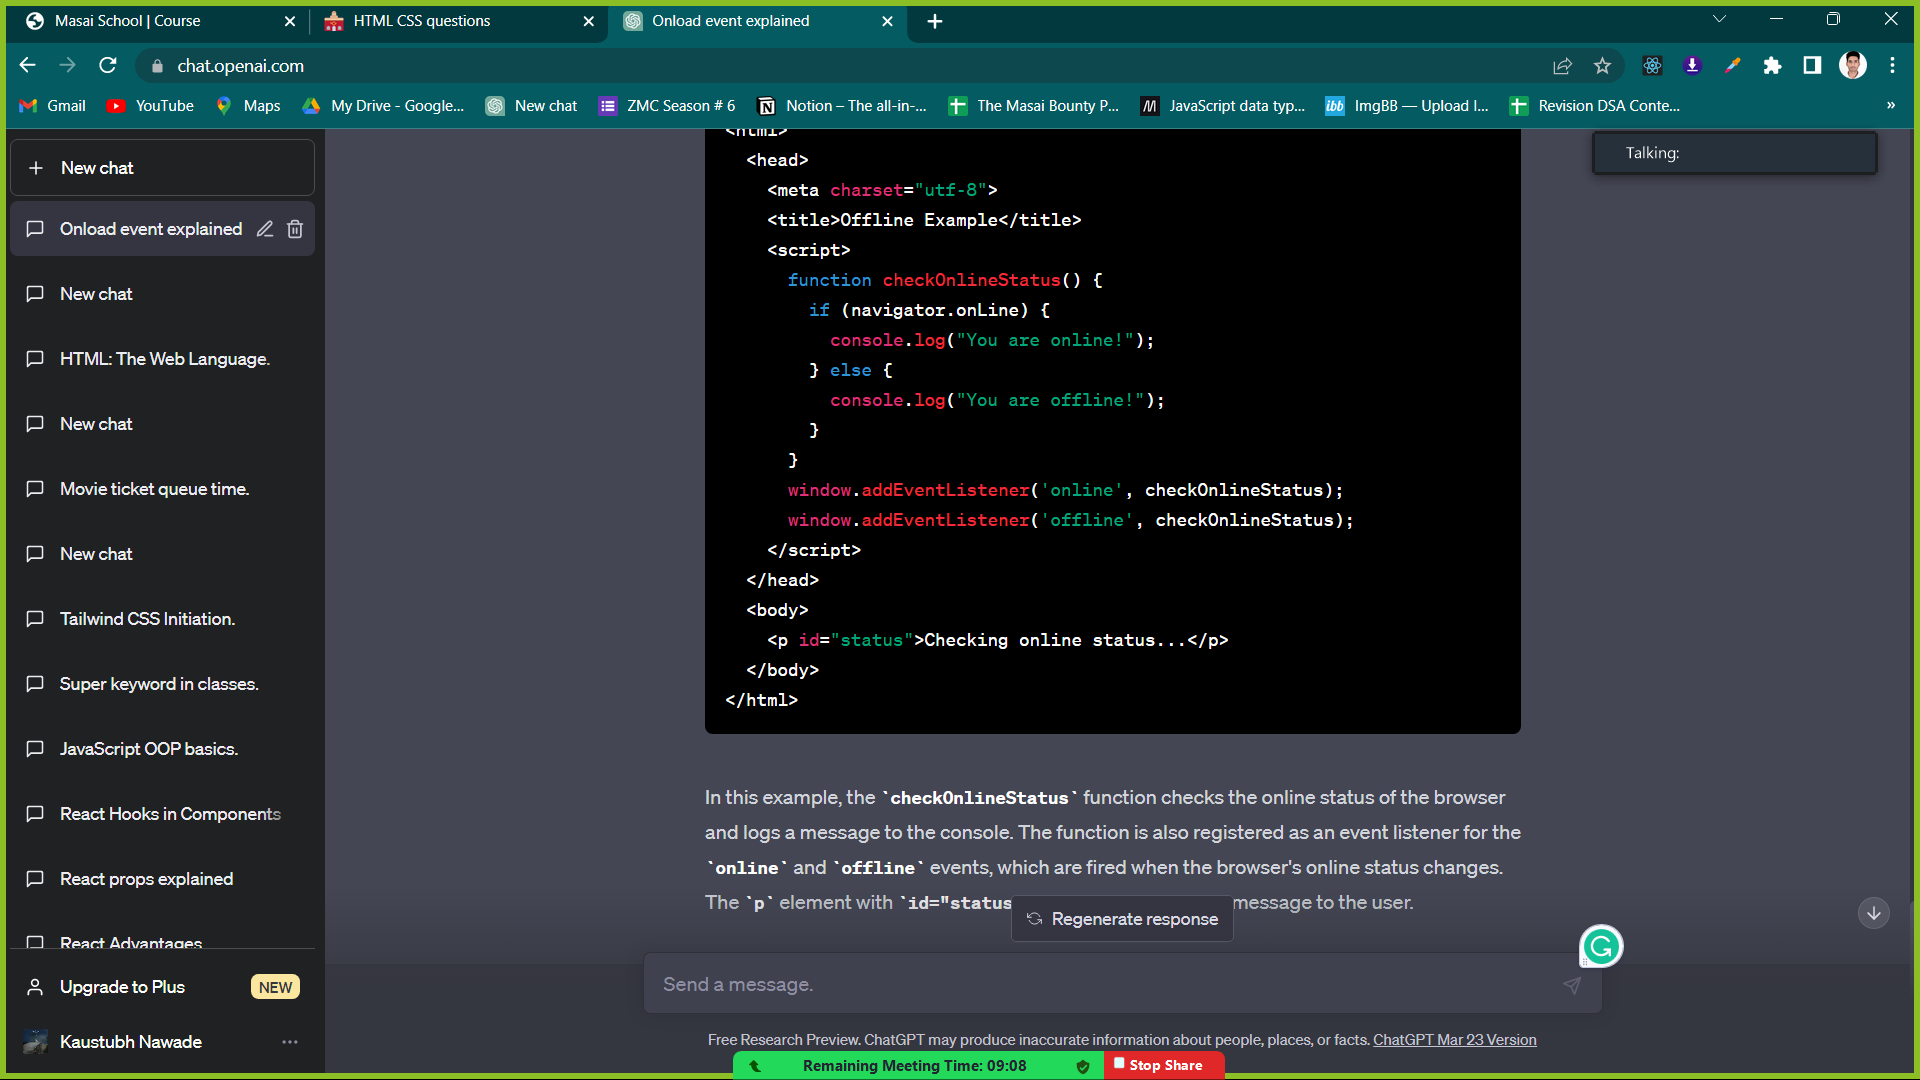 Masai School | Course
HTML CSS questions
Onload event explained
chat.openai.com
Gmail
YouTube
Maps
My Drive - Google...
New chat
ZMC Season # 6
Notion – The all-in-...
The Masai Bounty P...
JavaScript data typ...
ibb
ImgBB — Upload I...
Revision DSA Conte...
»
New chat
Onload event explained
New chat
HTML: The Web Language.
New chat
Movie ticket queue time.
New chat
Tailwind CSS Initiation.
Super keyword in classes.
JavaScript OOP basics.
React Hooks in Components
React props explained
React Advantages
Upgrade to Plus
NEW
Kaustubh Nawade
<html>
<head>
<meta charset="utf-8">
<title>Offline Example</title>
<script>
function checkOnlineStatus() {
if (navigator.onLine) {
console.log("You are online!");
} else {
console.log("You are offline!");
}
}
window.addEventListener('online', checkOnlineStatus);
window.addEventListener('offline', checkOnlineStatus);
</script>
</head>
<body>
<p id="status">Checking online status...</p>
</body>
</html>
In this example, the `checkOnlineStatus` function checks the online status of the browser
and logs a message to the console. The function is also registered as an event listener for the
`online` and `offline` events, which are fired when the browser's online status changes.
The `p` element with `id="status message to the user.
Regenerate response
Send a message.
Free Research Preview. ChatGPT may produce inaccurate information about people, places, or facts. ChatGPT Mar 23 Version
Talking:
Remaining Meeting Time: 09:08
Stop Share